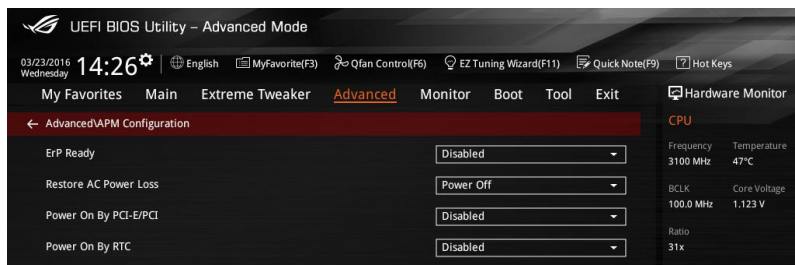 UEFI BIOS Utility – Advanced Mode
03/23/2016
Wednesday
14:26
English
MyFavorite(F3)
Qfan Control(F6)
EZ Tuning Wizard(F11)
Quick Note(F9)
? Hot Keys
My Favorites
Main
Extreme Tweaker
Advanced
Monitor
Boot
Tool
Exit
← Advanced\APM Configuration
ErP Ready
Disabled
Restore AC Power Loss
Power Off
Power On By PCI-E/PCI
Disabled
Power On By RTC
Disabled
Hardware Monitor
CPU
Frequency Temperature
3100 MHz 47°C
BCLK Core Voltage
100.0 MHz 1.123 V
Ratio
31x